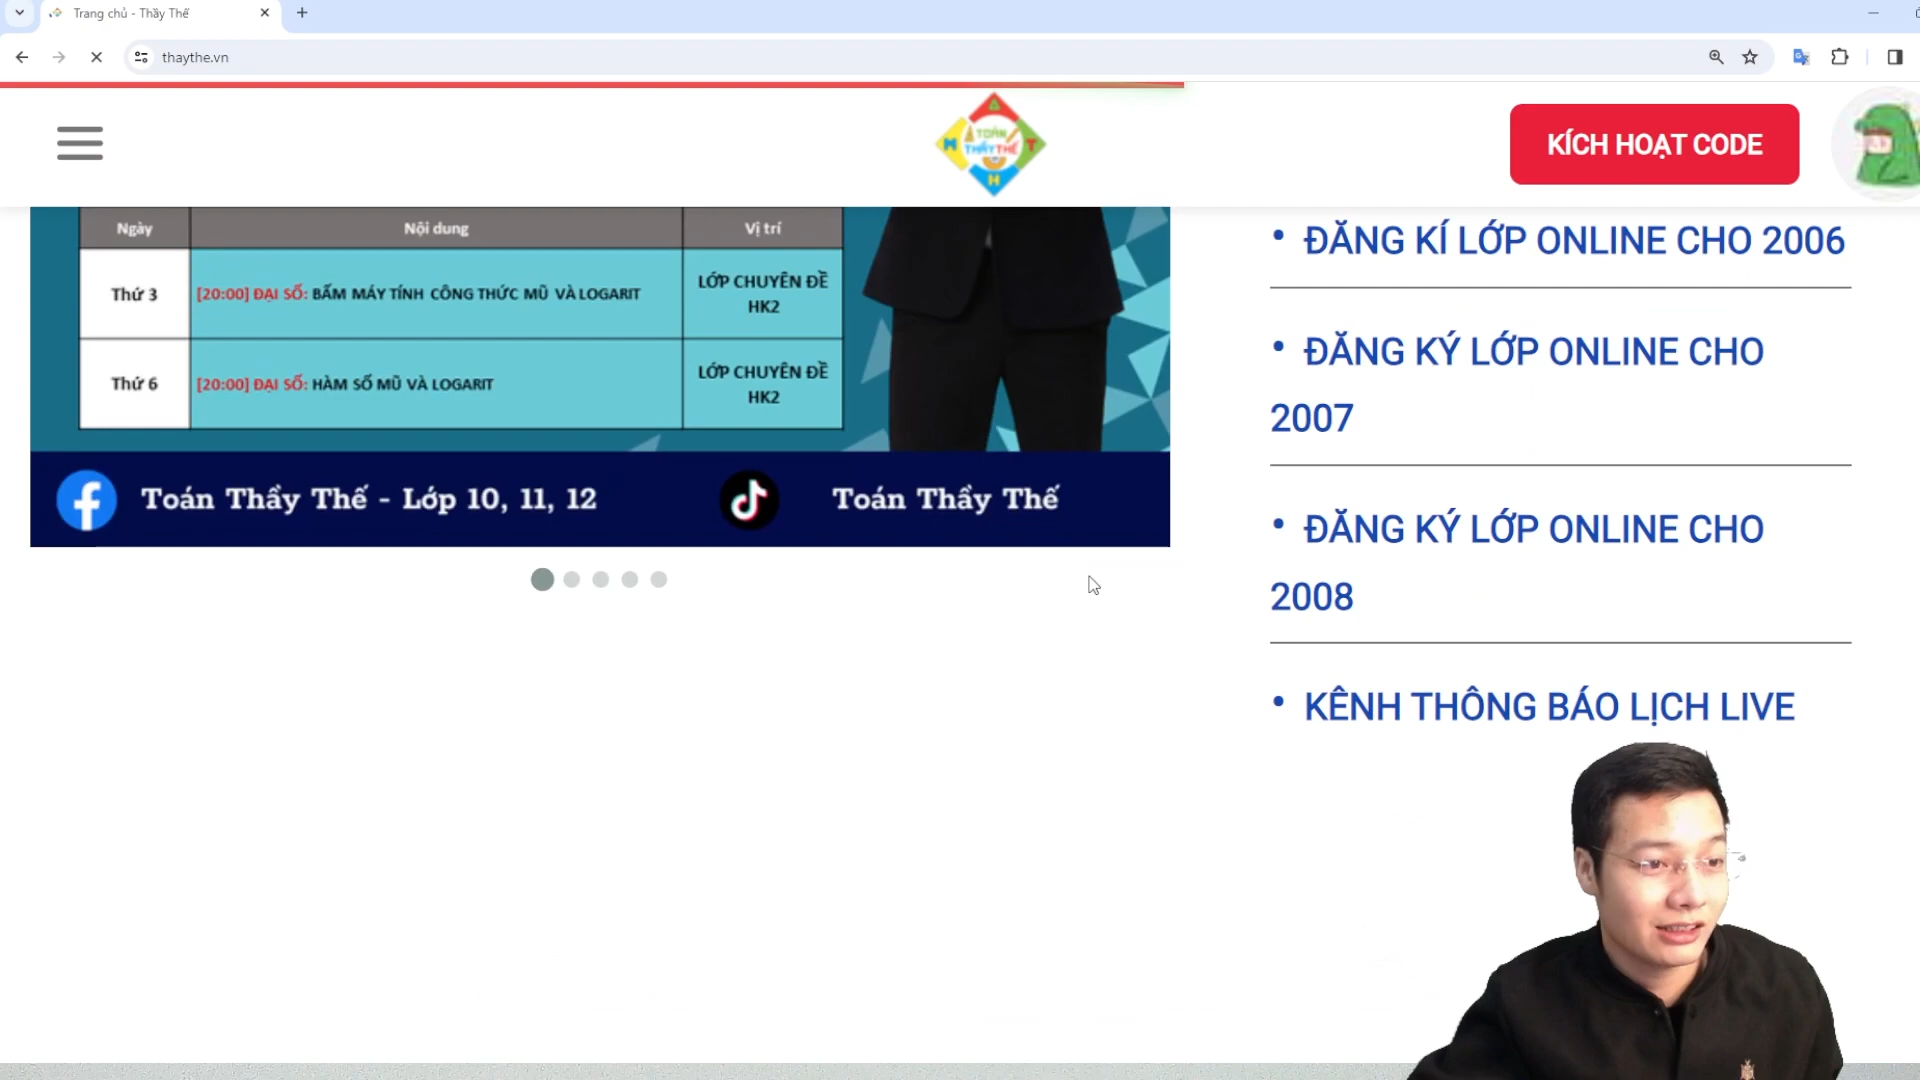 Trang chủ - Thầy Thế
thaythe.vn
TOÁN
M THẦY THẾ T
H
KÍCH HOẠT CODE
Ngày Nội dung Vị trí
Thứ 3 [20:00] ĐẠI SỐ: BẤM MÁY TÍNH CÔNG THỨC MŨ VÀ LOGARIT LỚP CHUYÊN ĐỀ
HK2
Thứ 6 [20:00] ĐẠI SỐ: HÀM SỐ MŨ VÀ LOGARIT LỚP CHUYÊN ĐỀ
HK2
Toán Thầy Thế - Lớp 10, 11, 12 Toán Thầy Thế
• ĐĂNG KÍ LỚP ONLINE CHO 2006
• ĐĂNG KÝ LỚP ONLINE CHO
2007
• ĐĂNG KÝ LỚP ONLINE CHO
2008
• KÊNH THÔNG BÁO LỊCH LIVE